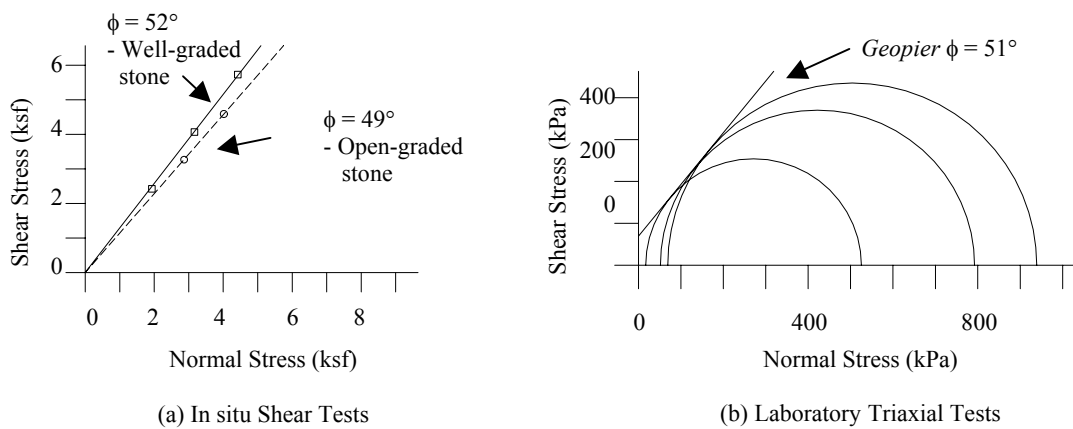 ϕ = 52°
- Well-graded
stone
6
4
2
0
Shear Stress (ksf)
ϕ = 49°
- Open-graded
stone
0 2 4 6 8
Normal Stress (ksf)
(a) In situ Shear Tests
Geopier ϕ = 51°
400
200
0
Shear Stress (kPa)
0 400 800
Normal Stress (kPa)
(b) Laboratory Triaxial Tests